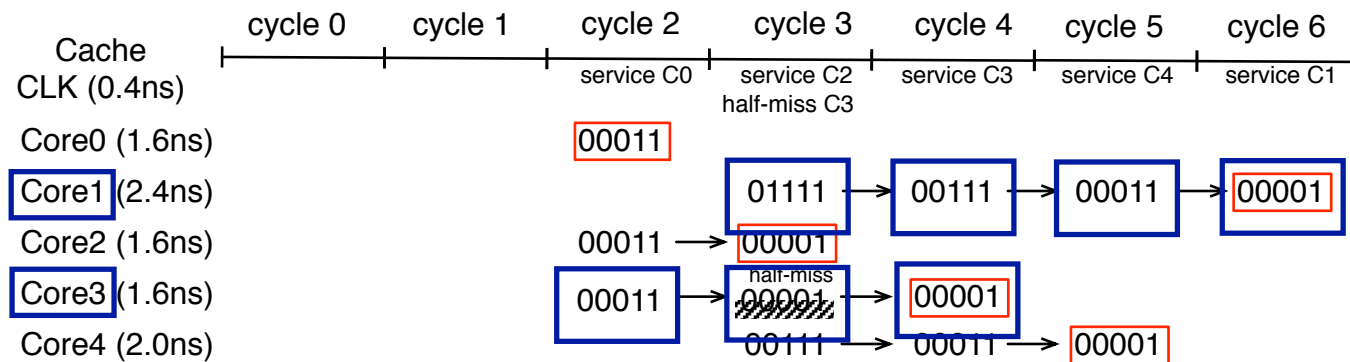 cycle 0 cycle 1 cycle 2 cycle 3 cycle 4 cycle 5 cycle 6
Cache
CLK (0.4ns)
service C0 service C2 service C3 service C4 service C1
half-miss C3
Core0 (1.6ns) 00011
Core1 (2.4ns) 01111 00111 00011 00001
Core2 (1.6ns) 00011 00001
half-miss
Core3 (1.6ns) 00011 00001 00001
Core4 (2.0ns) 00111 00011 00001